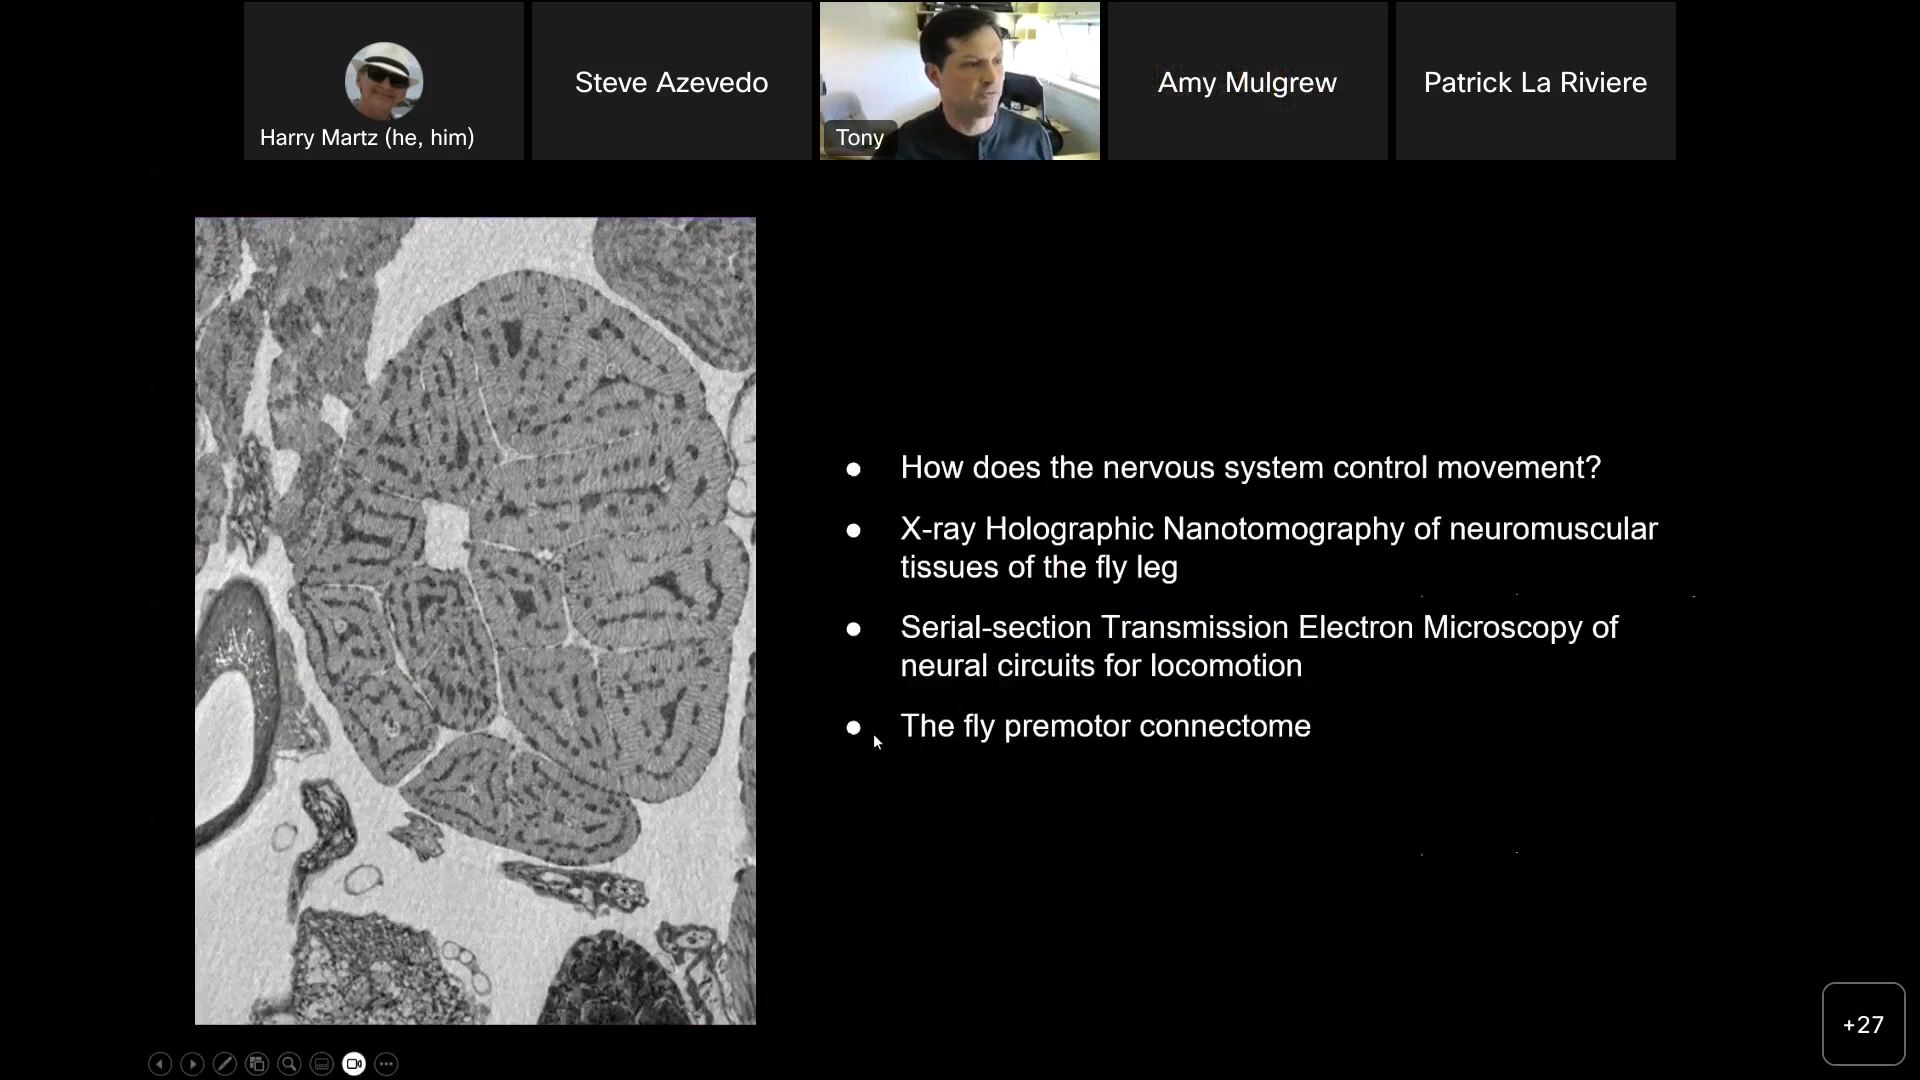 Harry Martz (he, him)
Steve Azevedo
Tony
Amy Mulgrew
Patrick La Riviere
● How does the nervous system control movement?
● X-ray Holographic Nanotomography of neuromuscular
tissues of the fly leg
● Serial-section Transmission Electron Microscopy of
neural circuits for locomotion
● The fly premotor connectome
+27